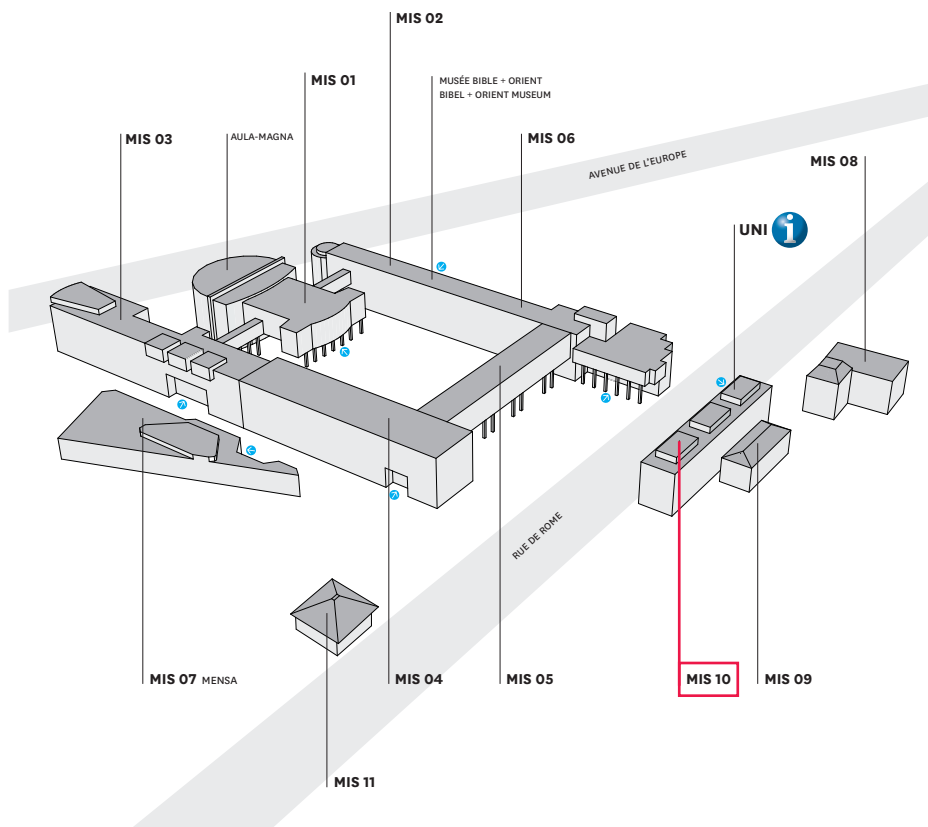 MIS 02
MIS 01
MUSÉE BIBLE + ORIENT
BIBEL + ORIENT MUSEUM
MIS 03
AULA-MAGNA
MIS 06
AVENUE DE L'EUROPE
MIS 08
UNI i
RUE DE ROME
MIS 07 MENSA
MIS 04
MIS 05
MIS 10
MIS 09
MIS 11